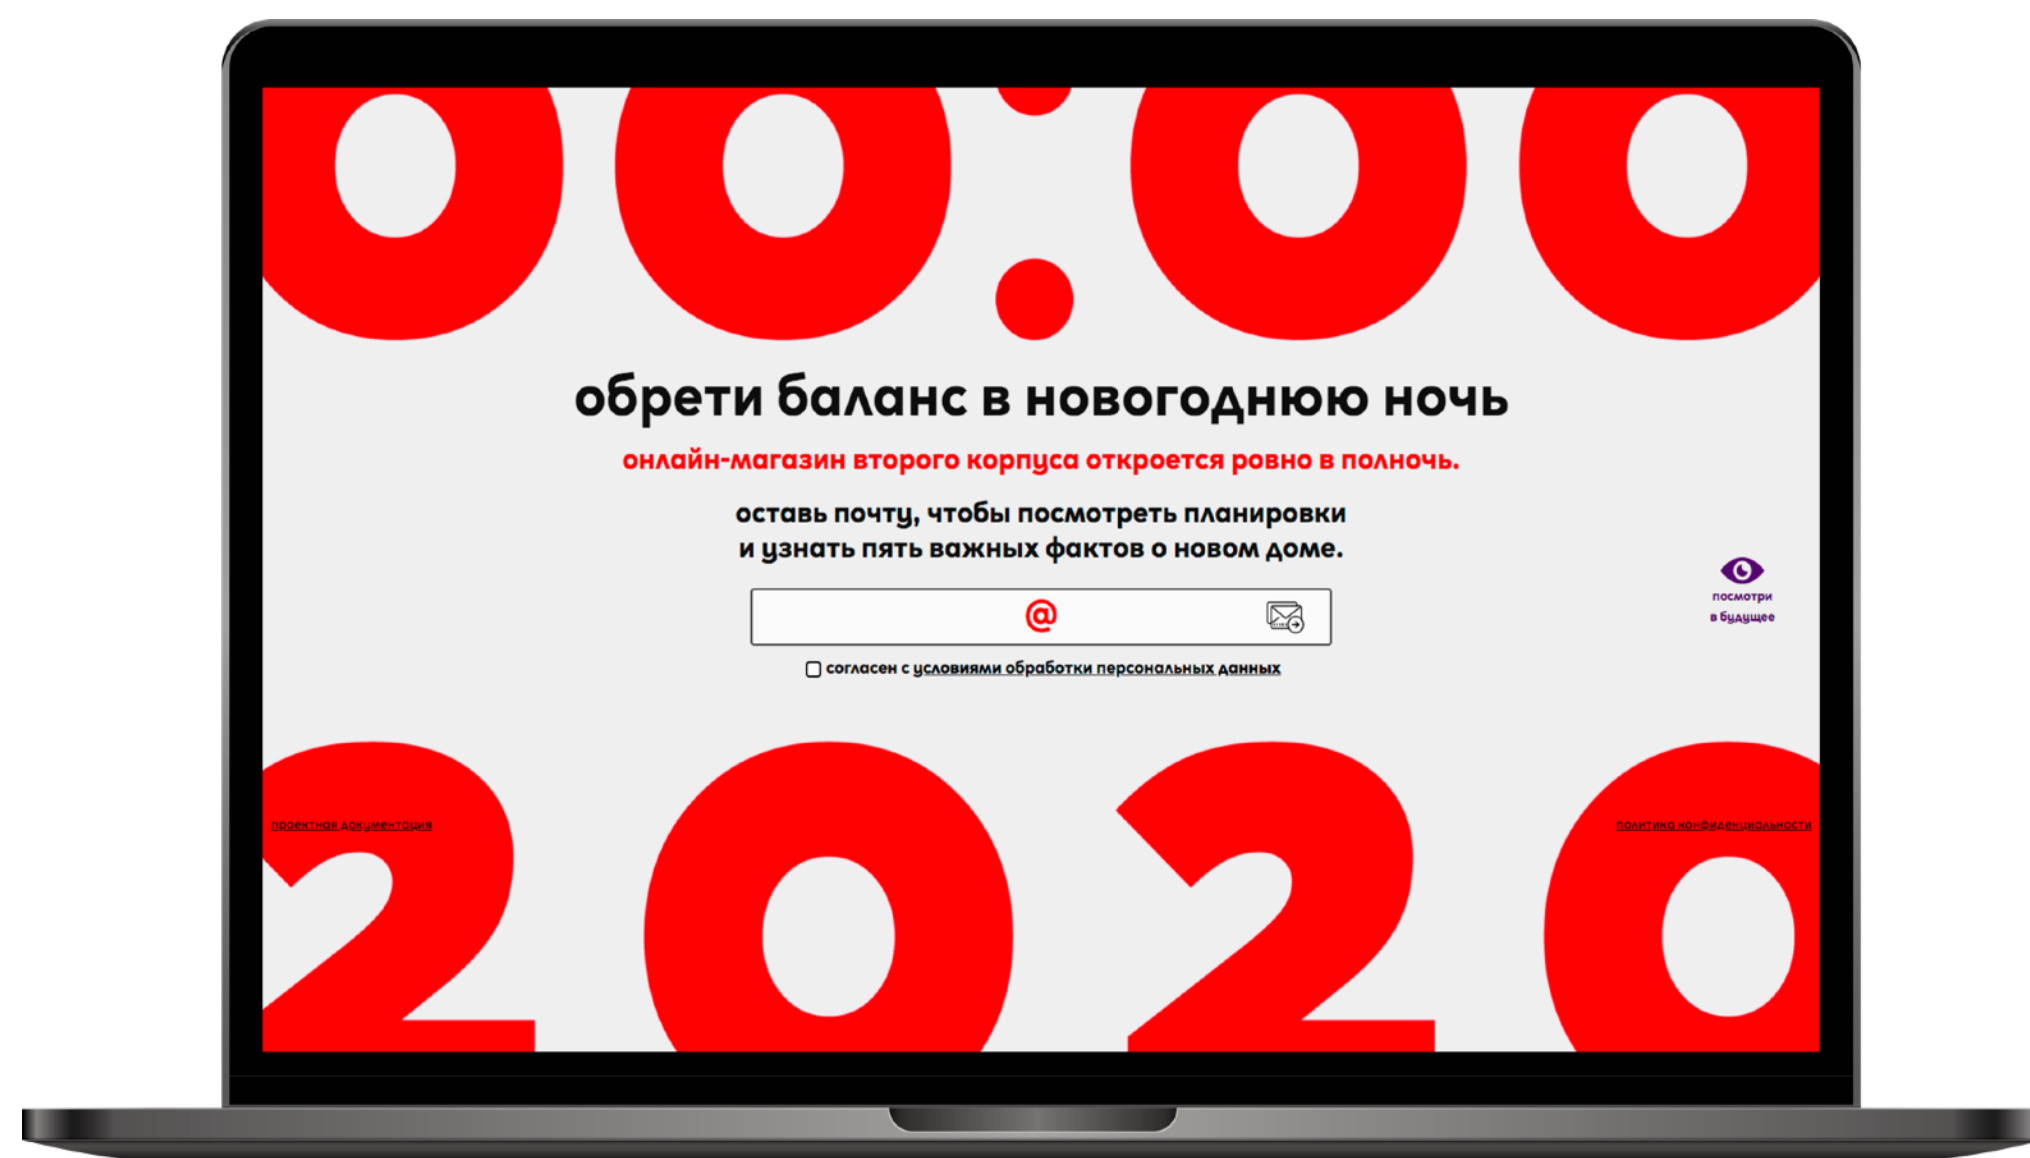 00:00
обрети баланс в новогоднюю ночь
онлайн-магазин второго корпуса откроется ровно в полночь.
оставь почту, чтобы посмотреть планировки
и узнать пять важных фактов о новом доме.
@
посмотри
в будущее
согласен с условиями обработки персональных данных
проектная документация
политика конфиденциальности
2020